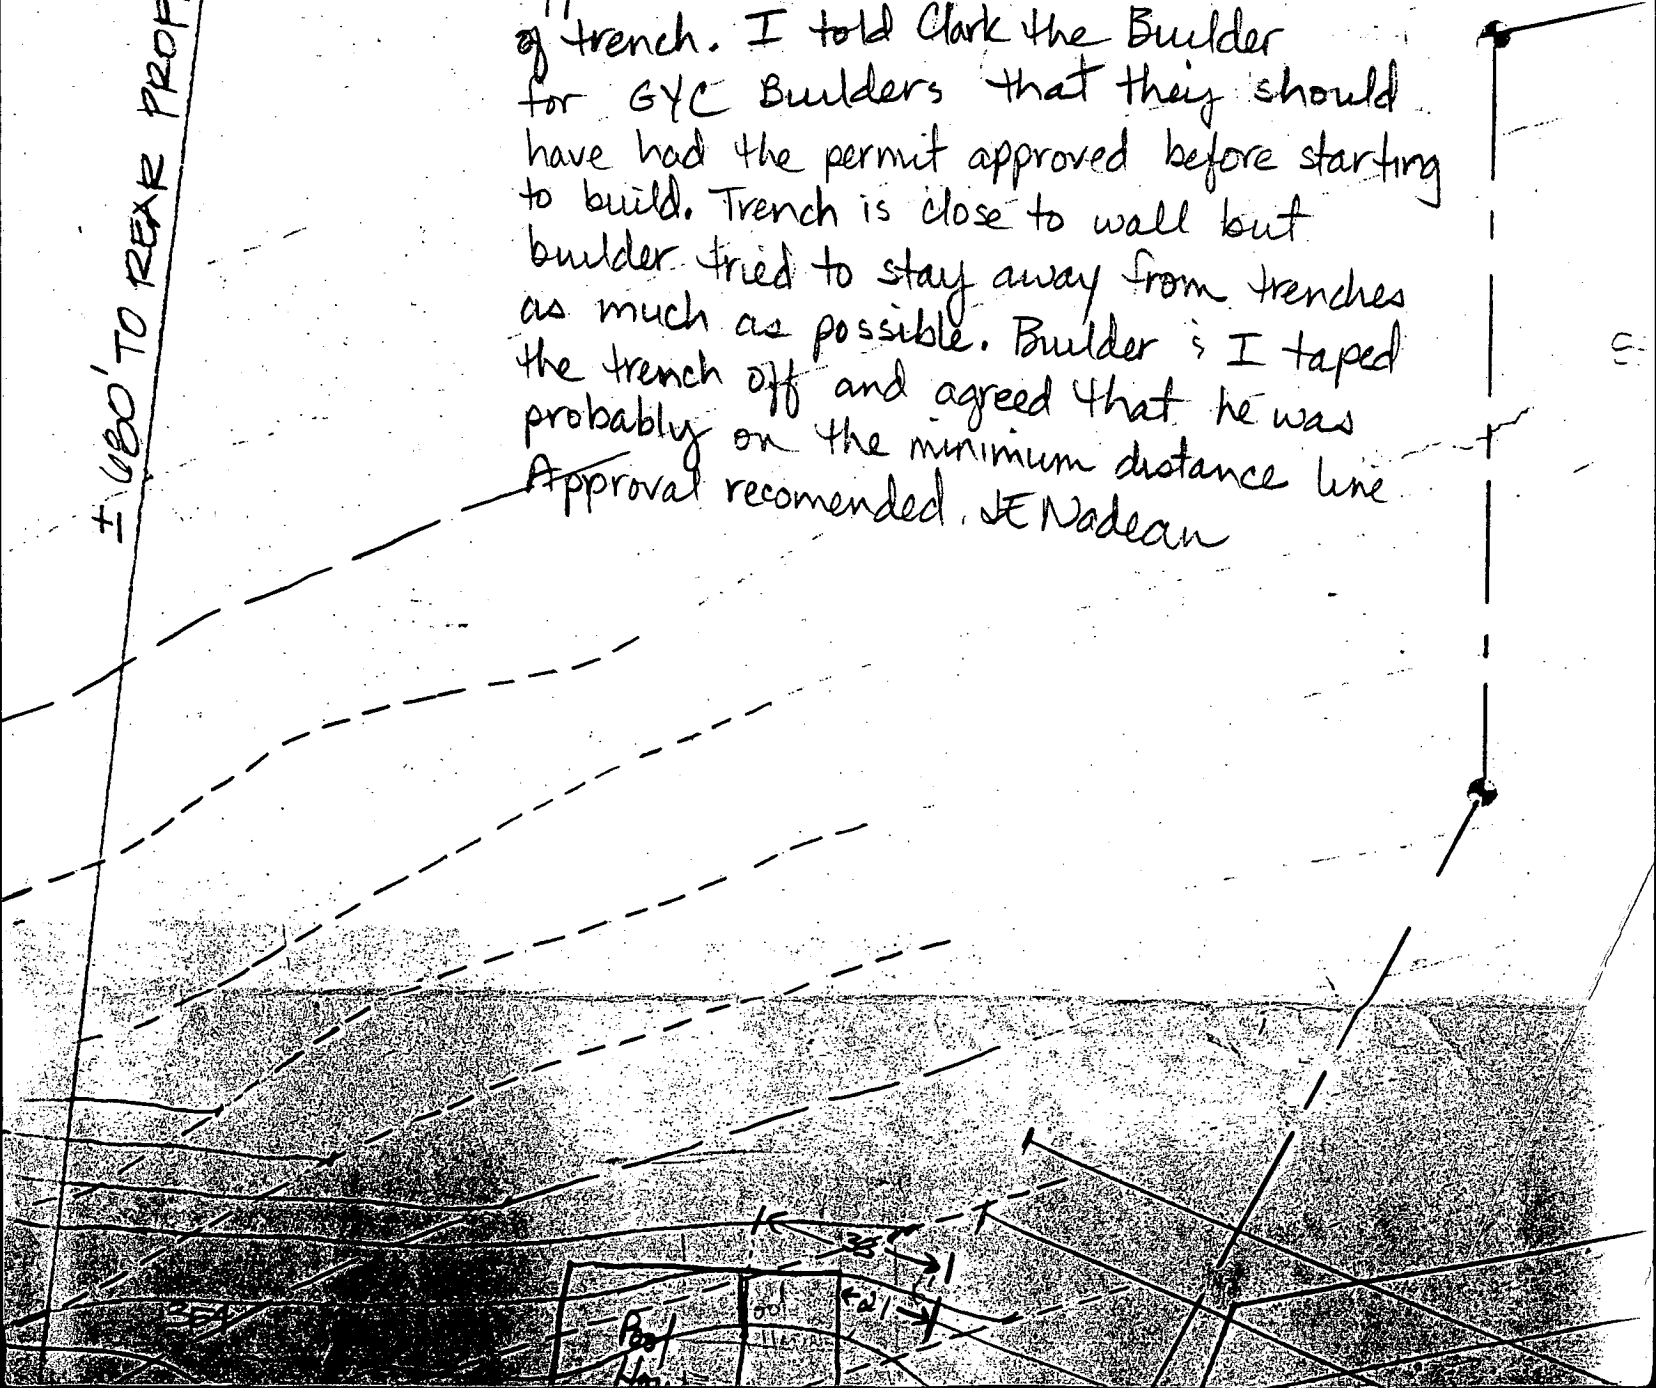 of trench. I told Clark the Builder
for GYC Builders that they should
have had the permit approved before starting
to build. Trench is close to wall but
builder tried to stay away from trenches
as much as possible. Builder & I taped
the trench off and agreed that he was
probably on the minimum distance line
Approval recomended. JE Nadeau
± 680' TO REAR PROP
35
21
364
Pool